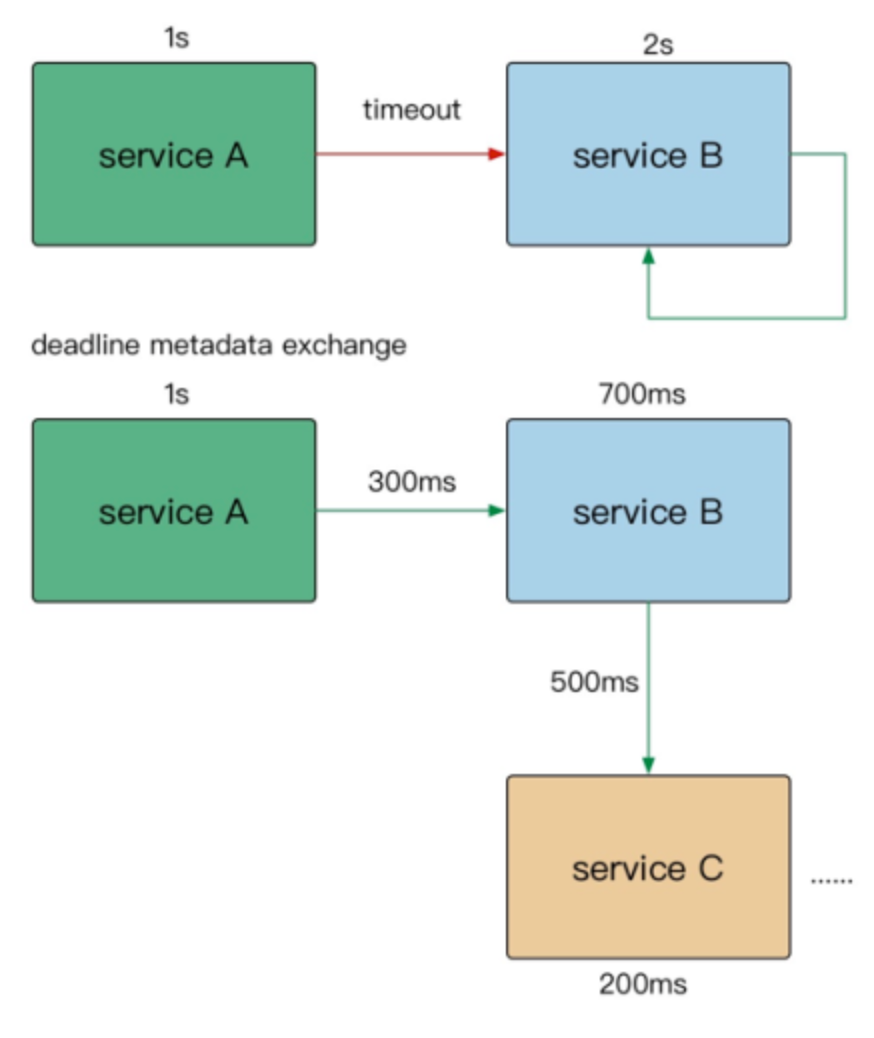 1s
2s
service A
timeout
service B
deadline metadata exchange
1s
700ms
service A
300ms
service B
500ms
service C
......
200ms